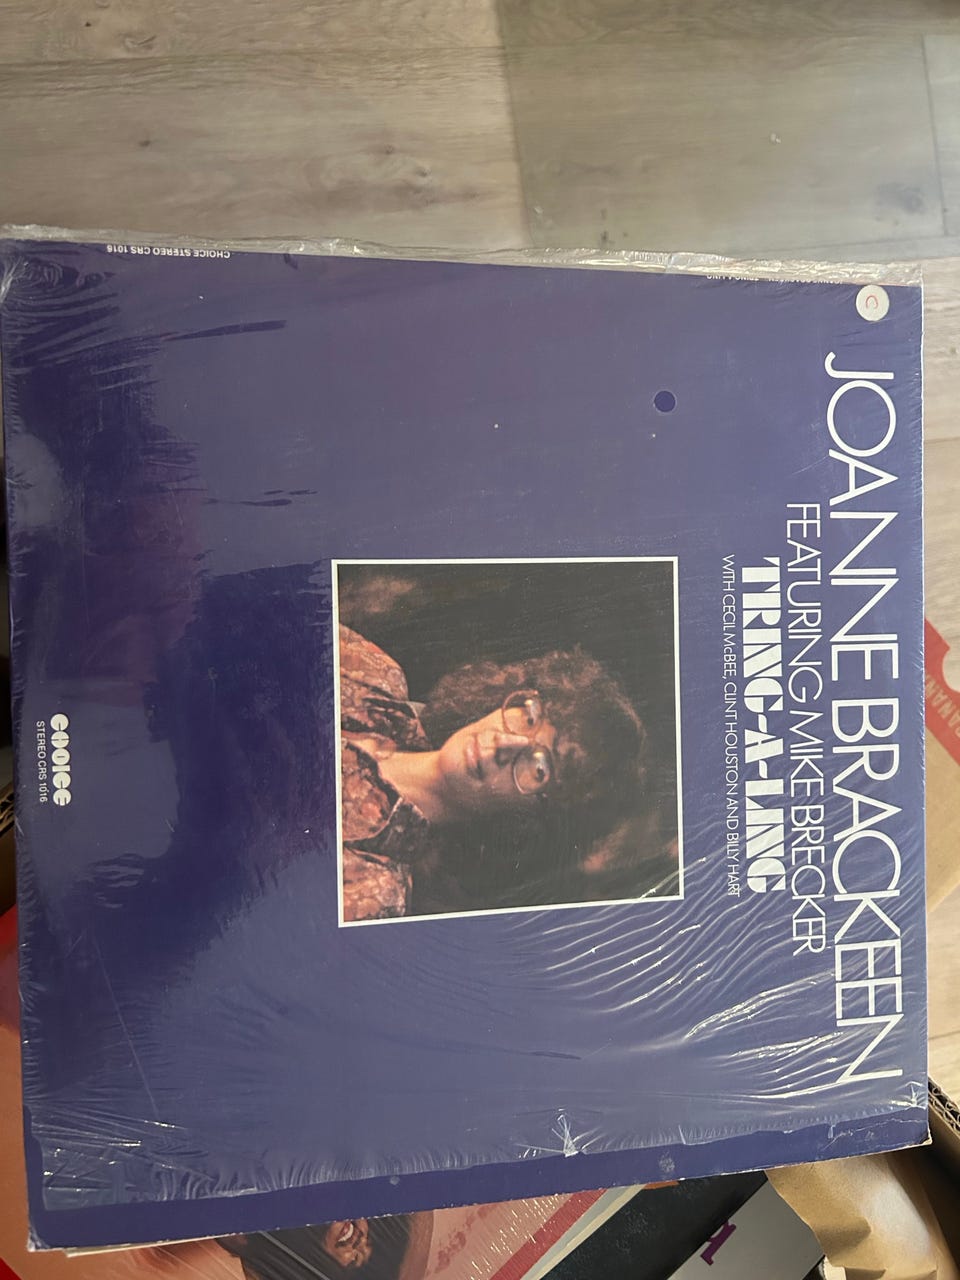 JOANNE BRACKEEN
FEATURING MIKE BRECKER
TRING-A-LING
WITH CECIL McBEE, CLINT HOUSTON AND BILLY HART
CHOICE
STEREO CRS 1016
CHOICE STEREO CRS 1016
C